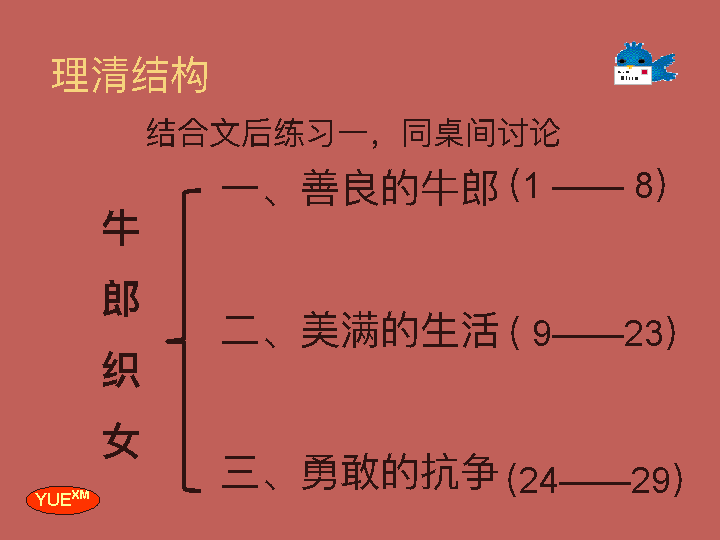 理清结构
结合文后练习一，同桌间讨论
牛郎织女
一、善良的牛郎（1 —— 8）
二、美满的生活（ 9——23）
三、勇敢的抗争（24——29）
YUEXM